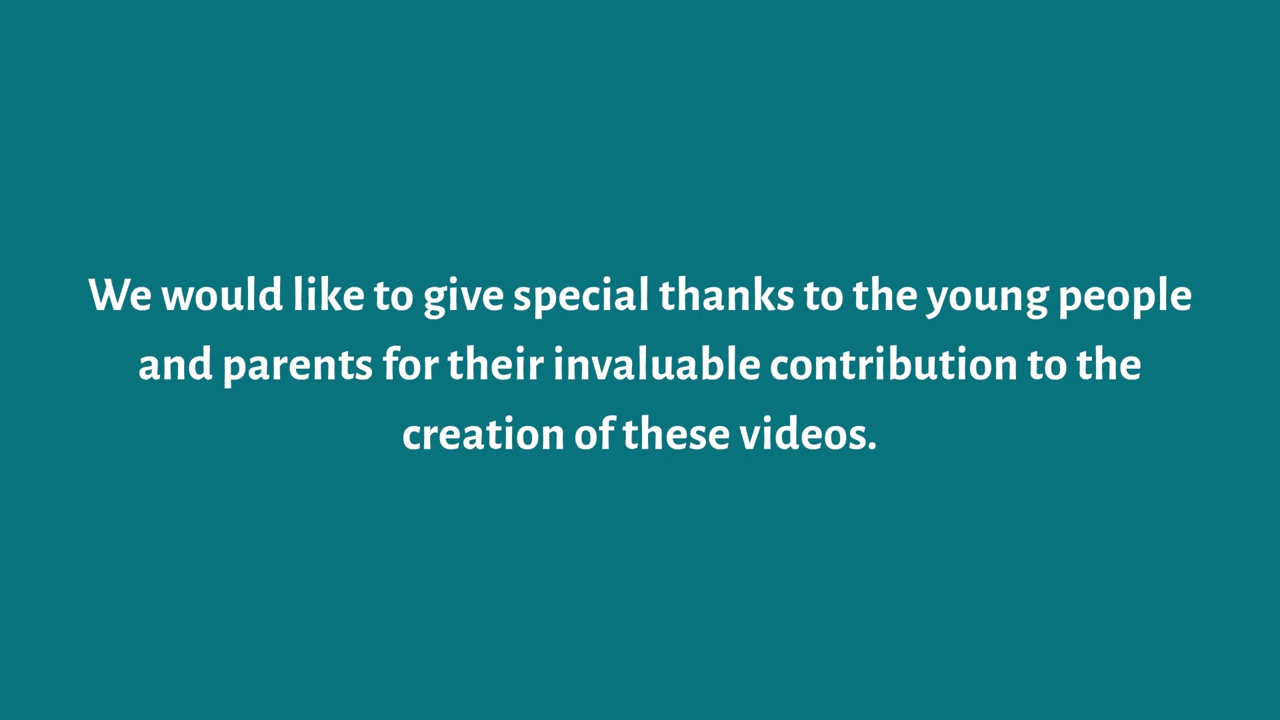 We would like to give special thanks to the young people
and parents for their invaluable contribution to the
creation of these videos.